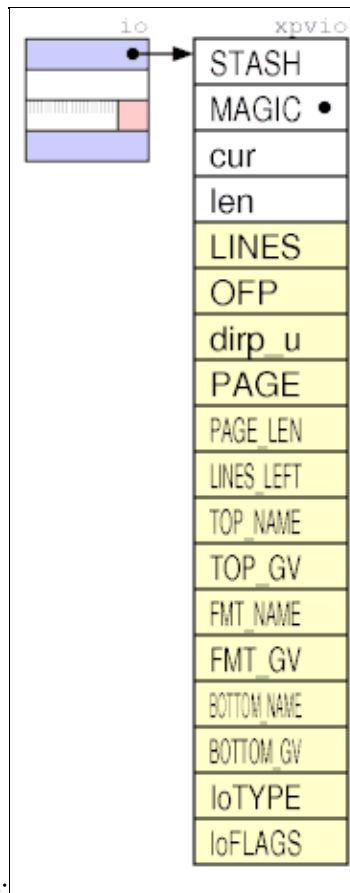 io xpvio
STASH
MAGIC
cur
len
LINES
OFP
dirp_u
PAGE
PAGE_LEN
LINES_LEFT
TOP_NAME
TOP_GV
FMT_NAME
FMT_GV
BOTTOM_NAME
BOTTOM_GV
IoTYPE
IoFLAGS
.